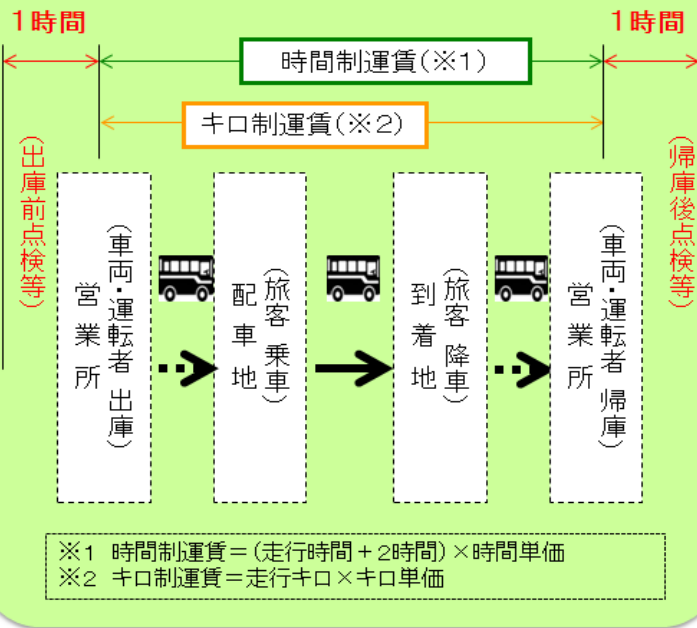 1時間
1時間
時間制運賃(※1)
キロ制運賃(※2)
(出庫前点検等)
営業所
(車両・運転者 出庫)
配車地
(旅客 乗車)
到着地
(旅客 降車)
営業所
(車両・運転者 帰庫)
(帰庫後点検等)
※1 時間制運賃=(走行時間+2時間)×時間単価
※2 キロ制運賃=走行キロ×キロ単価